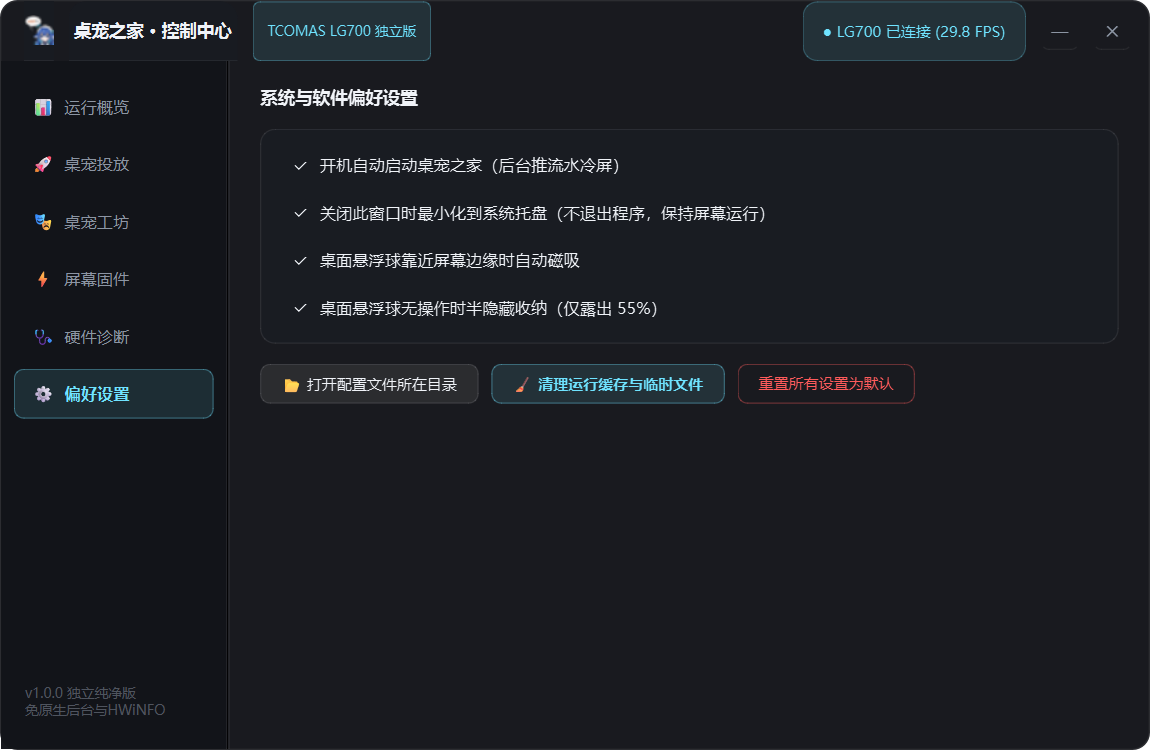 桌宠之家·控制中心
TCOMAS LG700 独立版
● LG700 已连接 (29.8 FPS)
运行概览
桌宠投放
桌宠工坊
屏幕固件
硬件诊断
偏好设置
系统与软件偏好设置
✓ 开机自动启动桌宠之家（后台推流水冷屏）
✓ 关闭此窗口时最小化到系统托盘（不退出程序，保持屏幕运行）
✓ 桌面悬浮球靠近屏幕边缘时自动磁吸
✓ 桌面悬浮球无操作时半隐藏收纳（仅露出 55%）
打开配置文件所在目录
清理运行缓存与临时文件
重置所有设置为默认
v1.0.0 独立纯净版
免原生后台与HWiNFO